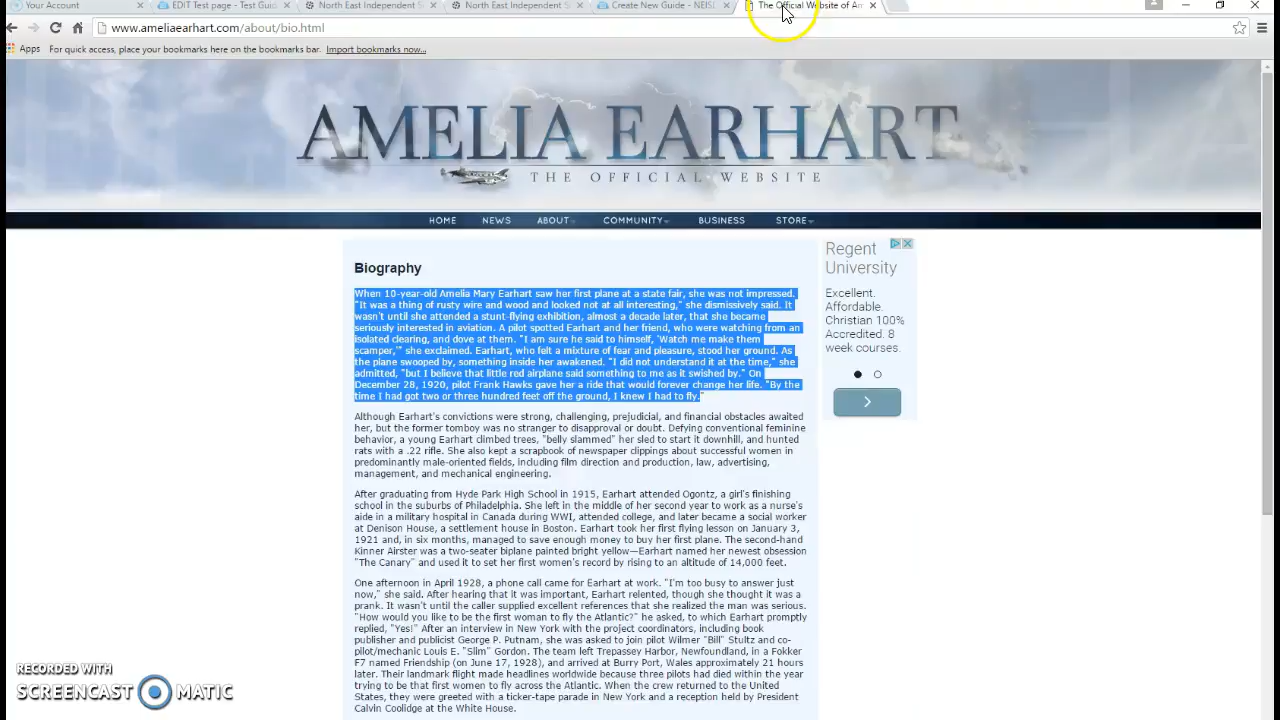 Your Account
EDIT Test page - Test Guid
North East Independent S
North East Independent S
Create New Guide - NEISD
The Official Website of Am
www.ameliaearhart.com/about/bio.html
Apps
For quick access, place your bookmarks here on the bookmarks bar.
Import bookmarks now...
AMELIA EARHART
THE OFFICIAL WEBSITE
HOME
NEWS
ABOUT
COMMUNITY
BUSINESS
STORE
Biography
When 10-year-old Amelia Mary Earhart saw her first plane at a state fair, she was not impressed.
"It was a thing of rusty wire and wood and looked not at all interesting," she dismissively said. It
wasn't until she attended a stunt-flying exhibition, almost a decade later, that she became
seriously interested in aviation. A pilot spotted Earhart and her friend, who were watching from an
isolated clearing, and dove at them. "I am sure he said to himself, 'Watch me make them
scamper,'" she exclaimed. Earhart, who felt a mixture of fear and pleasure, stood her ground. As
the plane swooped by, something inside her awakened. "I did not understand it at the time," she
admitted, "but I believe that little red airplane said something to me as it swished by." On
December 28, 1920, pilot Frank Hawks gave her a ride that would forever change her life. "By the
time I had got two or three hundred feet off the ground, I knew I had to fly."
Although Earhart's convictions were strong, challenging, prejudicial, and financial obstacles awaited
her, but the former tomboy was no stranger to disapproval or doubt. Defying conventional feminine
behavior, a young Earhart climbed trees, "belly slammed" her sled to start it downhill, and hunted
rats with a .22 rifle. She also kept a scrapbook of newspaper clippings about successful women in
predominantly male-oriented fields, including film direction and production, law, advertising,
management, and mechanical engineering.
After graduating from Hyde Park High School in 1915, Earhart attended Ogontz, a girl's finishing
school in the suburbs of Philadelphia. She left in the middle of her second year to work as a nurse's
aide in a military hospital in Canada during WWI, attended college, and later became a social worker
at Denison House, a settlement house in Boston. Earhart took her first flying lesson on January 3,
1921 and, in six months, managed to save enough money to buy her first plane. The second-hand
Kinner Airster was a two-seater biplane painted bright yellow—Earhart named her newest obsession
"The Canary" and used it to set her first women's record by rising to an altitude of 14,000 feet.
One afternoon in April 1928, a phone call came for Earhart at work. "I'm too busy to answer just
now," she said. After hearing that it was important, Earhart relented, though she thought it was a
prank. It wasn't until the caller supplied excellent references that she realized the man was serious.
"How would you like to be the first woman to fly the Atlantic?" he asked, to which Earhart promptly
replied, "Yes!" After an interview in New York with the project coordinators, including book
publisher and publicist George P. Putnam, she was asked to join pilot Wilmer "Bill" Stultz and co-
pilot/mechanic Louis E. "Slim" Gordon. The team left Trepassey Harbor, Newfoundland, in a Fokker
F7 named Friendship (on June 17, 1928), and arrived at Burry Port, Wales approximately 21 hours
later. Their landmark flight made headlines worldwide because three pilots had died within the year
trying to be that first women to fly across the Atlantic. When the crew returned to the United
States, they were greeted with a ticker-tape parade in New York and a reception held by President
Calvin Coolidge at the White House.
Regent
University
Excellent.
Affordable.
Christian 100%
Accredited. 8
week courses.
RECORDED WITH
SCREENCAST MATIC